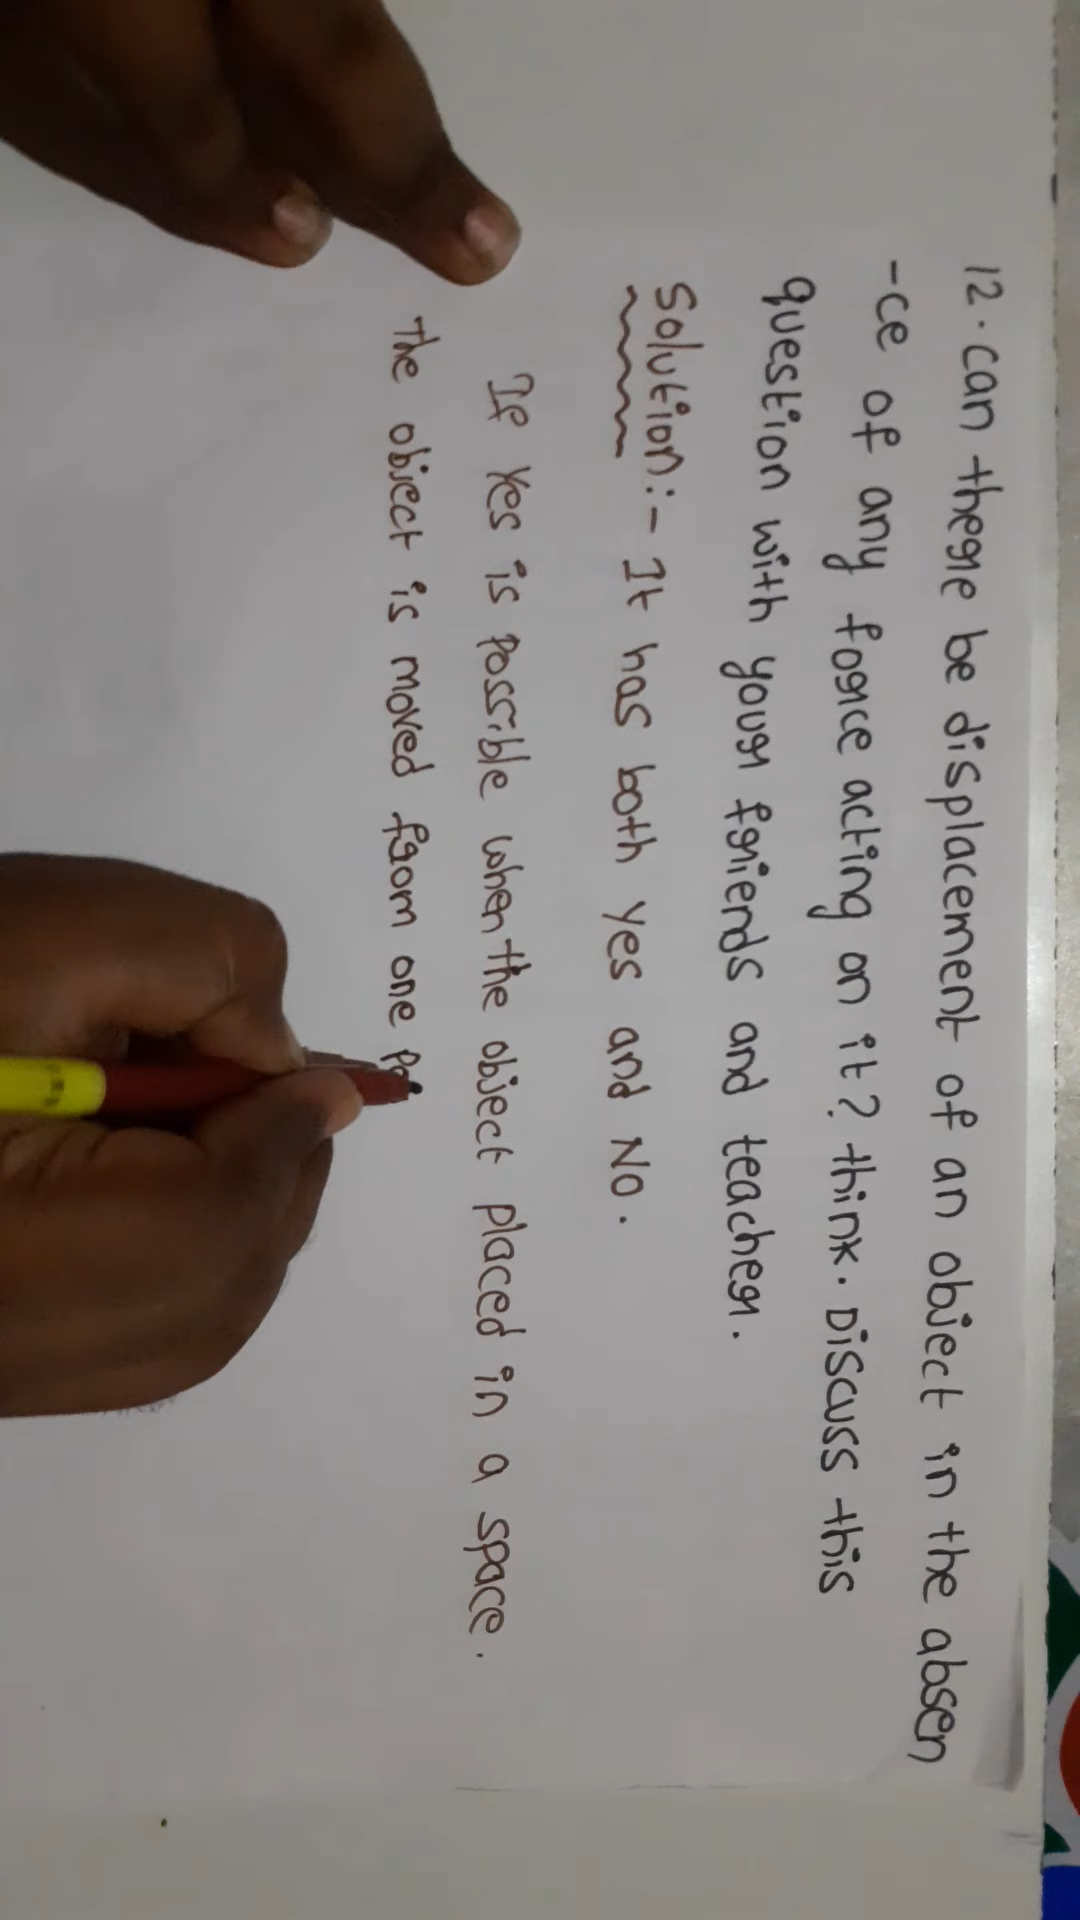 12. can there be displacement of an object in the absen
-ce of any force acting on it? think. Discuss this
question with your friends and teacher.
Solution:- It has both yes and No.
If Yes is possible when the object placed in a space.
The object is moved from one